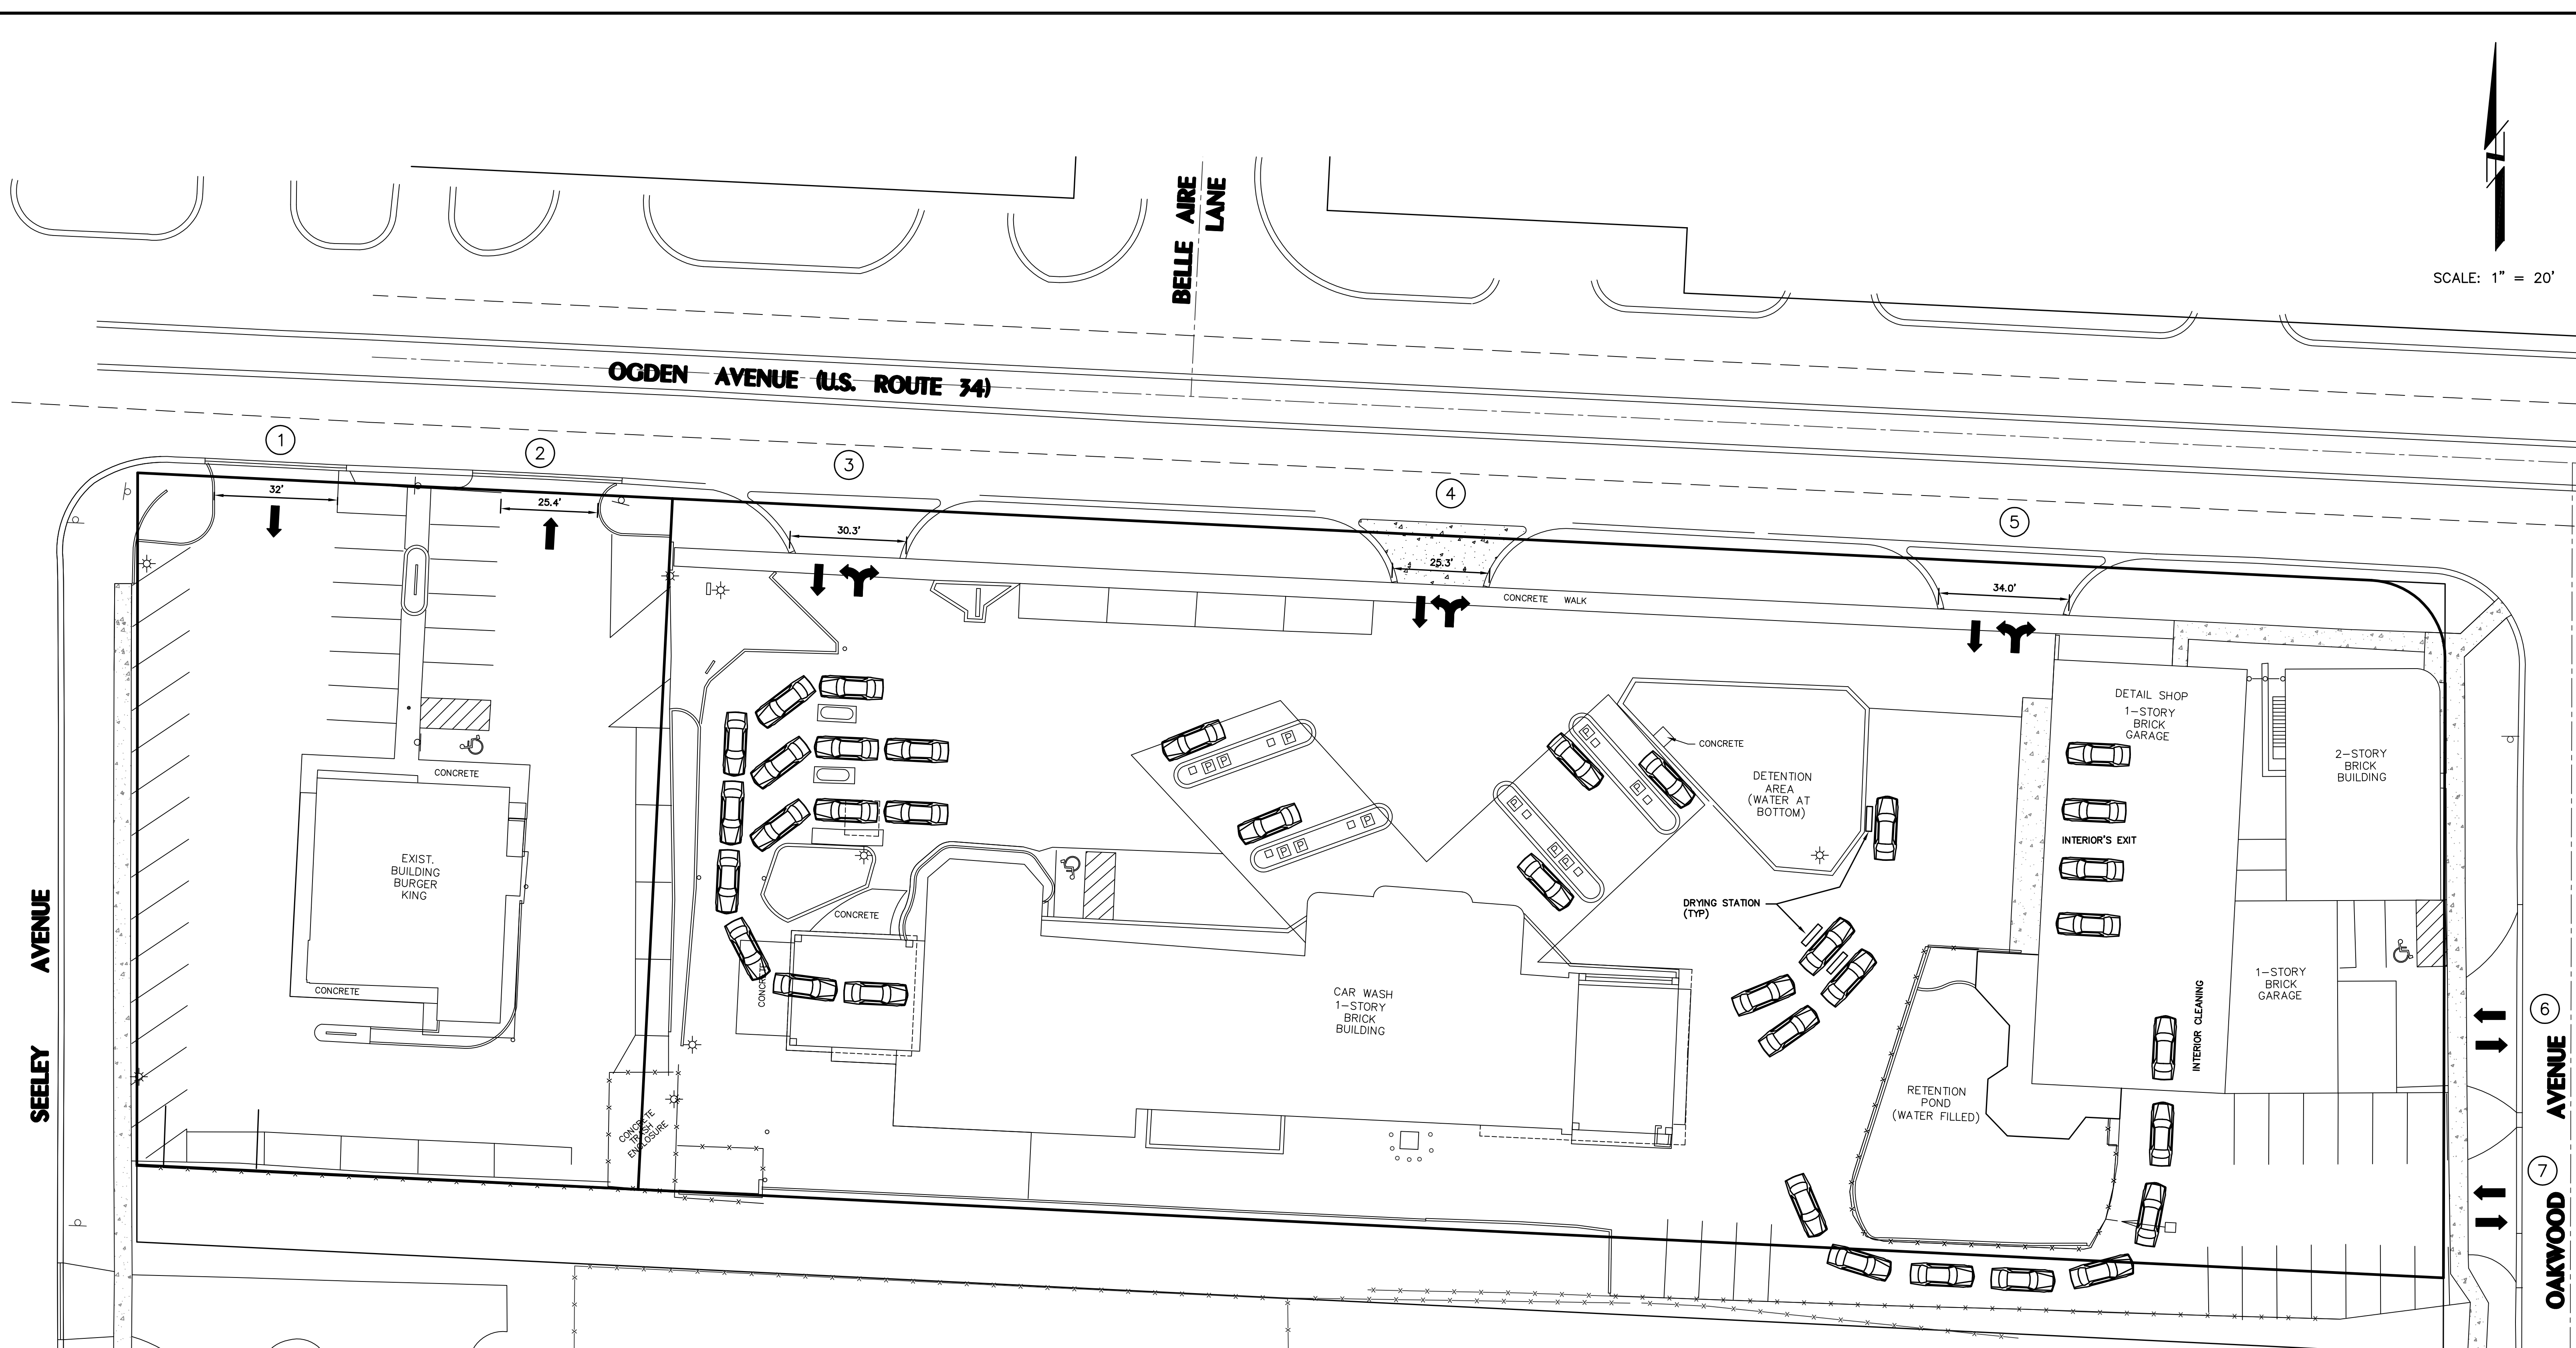 BELLE AIRE
LANE
SCALE: 1" = 20'
OGDEN AVENUE (U.S. ROUTE 34)
1
2
3
4
5
32'
25.4'
30.3'
25.3'
34.0'
CONCRETE WALK
DETAIL SHOP
1-STORY
BRICK
GARAGE
2-STORY
BRICK
BUILDING
CONCRETE
CONCRETE
DETENTION
AREA
(WATER AT
BOTTOM)
P
P
P
P
P
P
P
P
P
P
P
P
INTERIOR'S EXIT
EXIST.
BUILDING
BURGER
KING
CONCRETE
DRYING STATION
(TYP)
SEELEY AVENUE
CONCRETE
CONCRETE
CAR WASH
1-STORY
BRICK
BUILDING
1-STORY
BRICK
GARAGE
INTERIOR CLEANING
6
RETENTION
POND
(WATER FILLED)
CONCRETE
TRASH
ENCLOSURE
7
OAKWOOD AVENUE